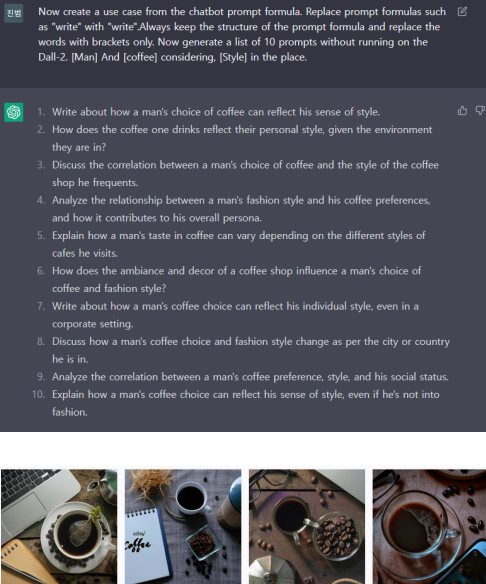 진범
Now create a use case from the chatbot prompt formula. Replace prompt formulas such
as "write" with "write".Always keep the structure of the prompt formula and replace the
words with brackets only. Now generate a list of 10 prompts without running on the
Dall-2. [Man] And [coffee] considering, [Style] in the place.
1. Write about how a man's choice of coffee can reflect his sense of style.
2. How does the coffee one drinks reflect their personal style, given the environment
they are in?
3. Discuss the correlation between a man's choice of coffee and the style of the coffee
shop he frequents.
4. Analyze the relationship between a man's fashion style and his coffee preferences,
and how it contributes to his overall persona.
5. Explain how a man's taste in coffee can vary depending on the different styles of
cafes he visits.
6. How does the ambiance and decor of a coffee shop influence a man's choice of
coffee and fashion style?
7. Write about how a man's coffee choice can reflect his individual style, even in a
corporate setting.
8. Discuss how a man's coffee choice and fashion style change as per the city or country
he is in.
9. Analyze the correlation between a man's coffee preference, style, and his social status.
10. Explain how a man's coffee choice can reflect his sense of style, even if he's not into
fashion.